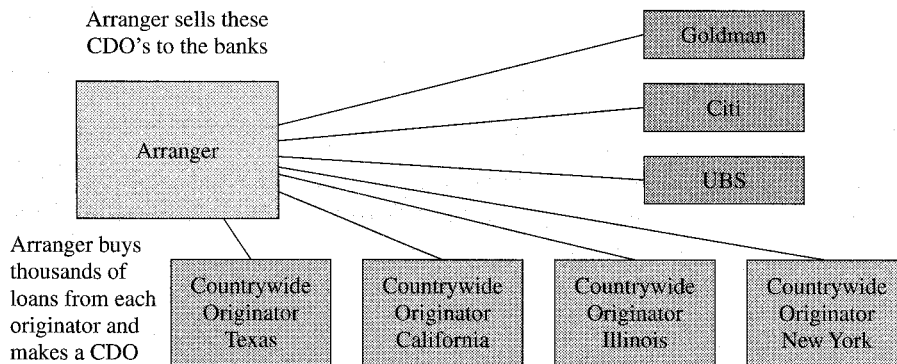 Arranger sells these
CDO's to the banks
Goldman
Citi
UBS
Arranger
Arranger buys
thousands of
loans from each
originator and
makes a CDO
Countrywide
Originator
Texas
Countrywide
Originator
California
Countrywide
Originator
Illinois
Countrywide
Originator
New York